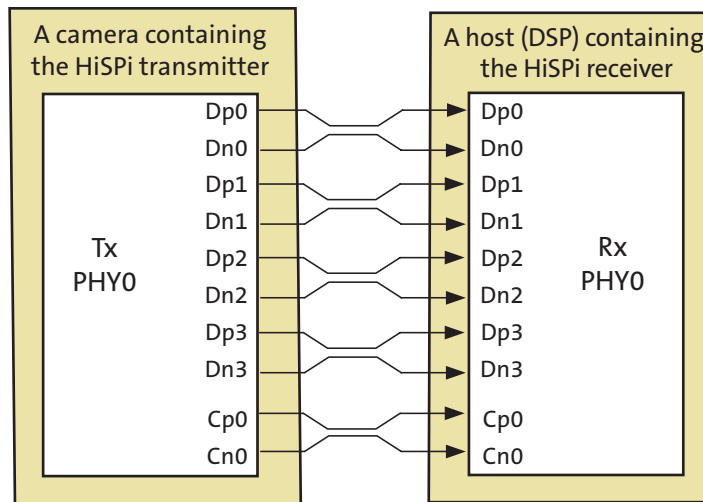 A camera containing
the HiSPi transmitter
Tx
PHY0
Dp0
Dn0
Dp1
Dn1
Dp2
Dn2
Dp3
Dn3
Cp0
Cn0
A host (DSP) containing
the HiSPi receiver
Dp0
Dn0
Dp1
Dn1
Dp2
Dn2
Dp3
Dn3
Cp0
Cn0
Rx
PHY0